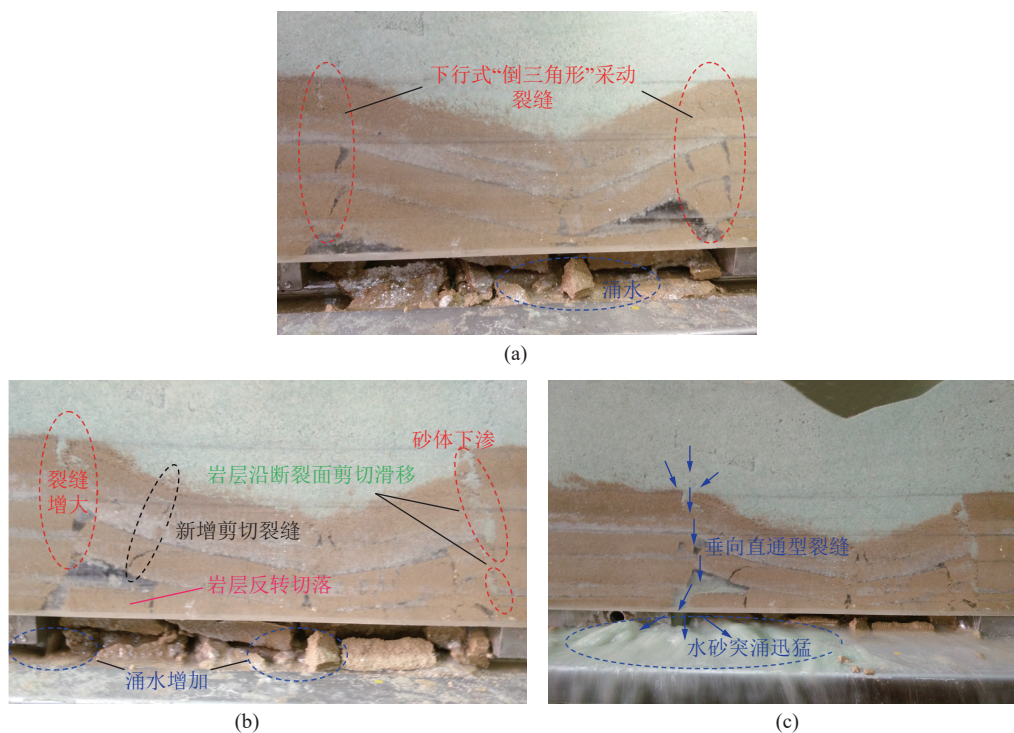 下行式“倒三角形”采动
裂缝
涌水
(a)
砂体下渗
岩层沿断裂面剪切滑移
裂缝
增大
新增剪切裂缝
岩层反转切落
涌水增加
(b)
垂向直通型裂缝
水砂突涌迅猛
(c)